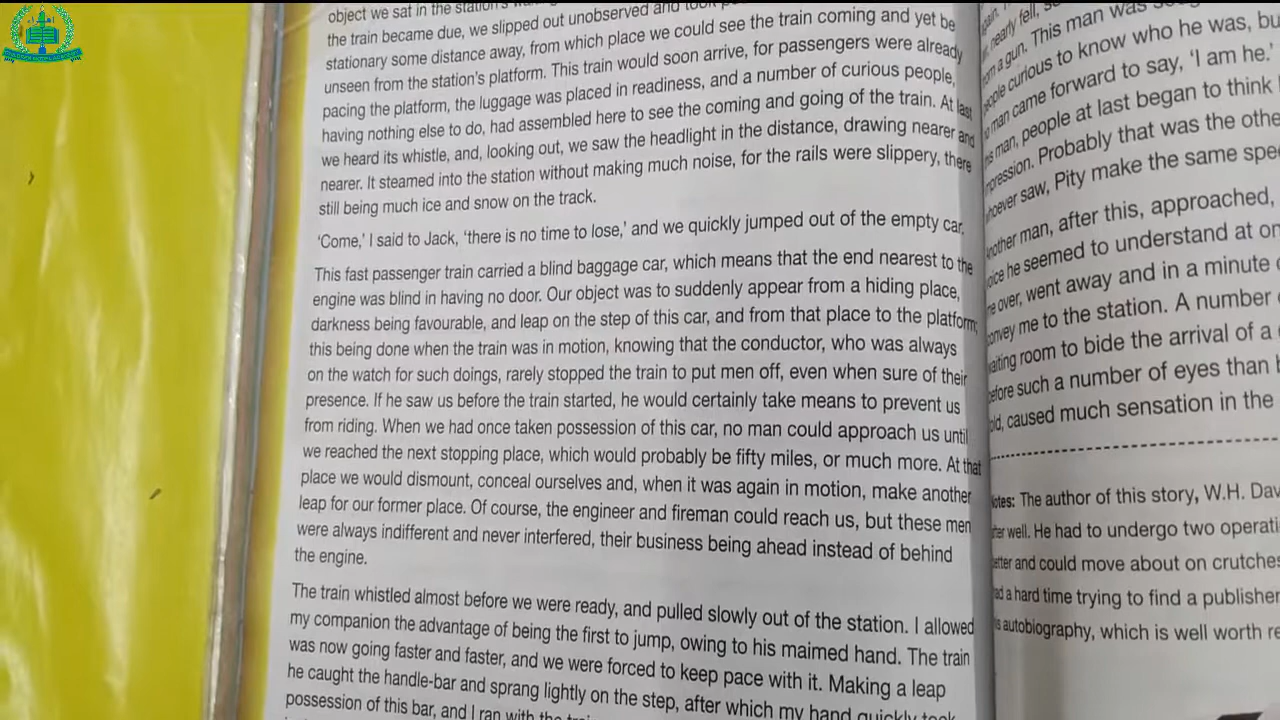 object we sat in the station's
the train became due, we slipped out unobserved and took
stationary some distance away, from which place we could see the train coming and yet be
unseen from the station's platform. This train would soon arrive, for passengers were already
pacing the platform, the luggage was placed in readiness, and a number of curious people,
having nothing else to do, had assembled here to see the coming and going of the train. At last
we heard its whistle, and, looking out, we saw the headlight in the distance, drawing nearer and
nearer. It steamed into the station without making much noise, for the rails were slippery, there
still being much ice and snow on the track.
'Come,' I said to Jack, 'there is no time to lose,' and we quickly jumped out of the empty car.
This fast passenger train carried a blind baggage car, which means that the end nearest to the
engine was blind in having no door. Our object was to suddenly appear from a hiding place,
darkness being favourable, and leap on the step of this car, and from that place to the platform;
this being done when the train was in motion, knowing that the conductor, who was always
on the watch for such doings, rarely stopped the train to put men off, even when sure of their
presence. If he saw us before the train started, he would certainly take means to prevent us
from riding. When we had once taken possession of this car, no man could approach us until
we reached the next stopping place, which would probably be fifty miles, or much more. At that
place we would dismount, conceal ourselves and, when it was again in motion, make another
leap for our former place. Of course, the engineer and fireman could reach us, but these men
were always indifferent and never interfered, their business being ahead instead of behind
the engine.
The train whistled almost before we were ready, and pulled slowly out of the station. I allowed
my companion the advantage of being the first to jump, owing to his maimed hand. The train
was now going faster and faster, and we were forced to keep pace with it. Making a leap
he caught the handle-bar and sprang lightly on the step, after which my hand quickly took
possession of this bar, and I ran with the
nearly fell,
a gun. This man was
curious to know who he was, but
man came forward to say, 'I am he.'
man, people at last began to think
Probably that was the
saw, Pity make the same
man, after this, approached,
he seemed to understand at
over, went away and in a minute
me to the station. A number
room to bide the arrival of a
such a number of eyes than
caused much sensation in the
The author of this story, W.H.
well. He had to undergo two
and could move about on crutches
a hard time trying to find a publisher
autobiography, which is well worth